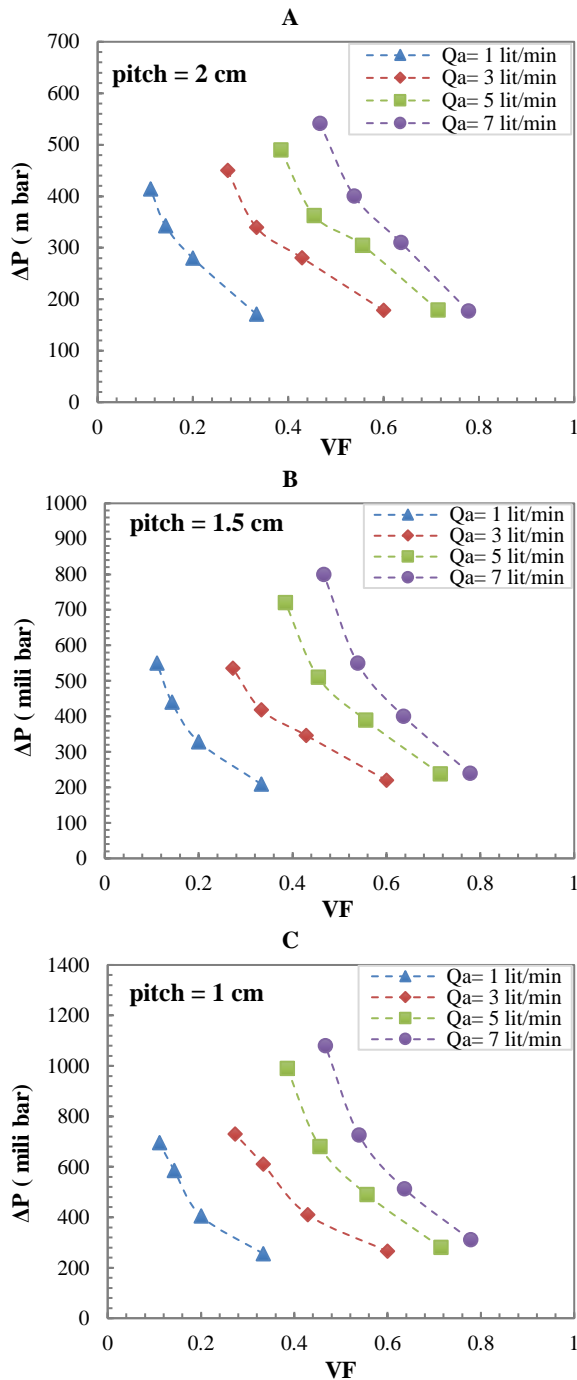 A
pitch = 2 cm
Qa= 1 lit/min
Qa= 3 lit/min
Qa= 5 lit/min
Qa= 7 lit/min
700
600
500
400
300
200
100
0
ΔP ( m bar)
0
0.2
0.4
0.6
0.8
1
VF
B
pitch = 1.5 cm
Qa= 1 lit/min
Qa= 3 lit/min
Qa= 5 lit/min
Qa= 7 lit/min
1000
900
800
700
600
500
400
300
200
100
0
ΔP ( mili bar)
0
0.2
0.4
0.6
0.8
1
VF
C
pitch = 1 cm
Qa= 1 lit/min
Qa= 3 lit/min
Qa= 5 lit/min
Qa= 7 lit/min
1400
1200
1000
800
600
400
200
0
ΔP ( mili bar)
0
0.2
0.4
0.6
0.8
1
VF